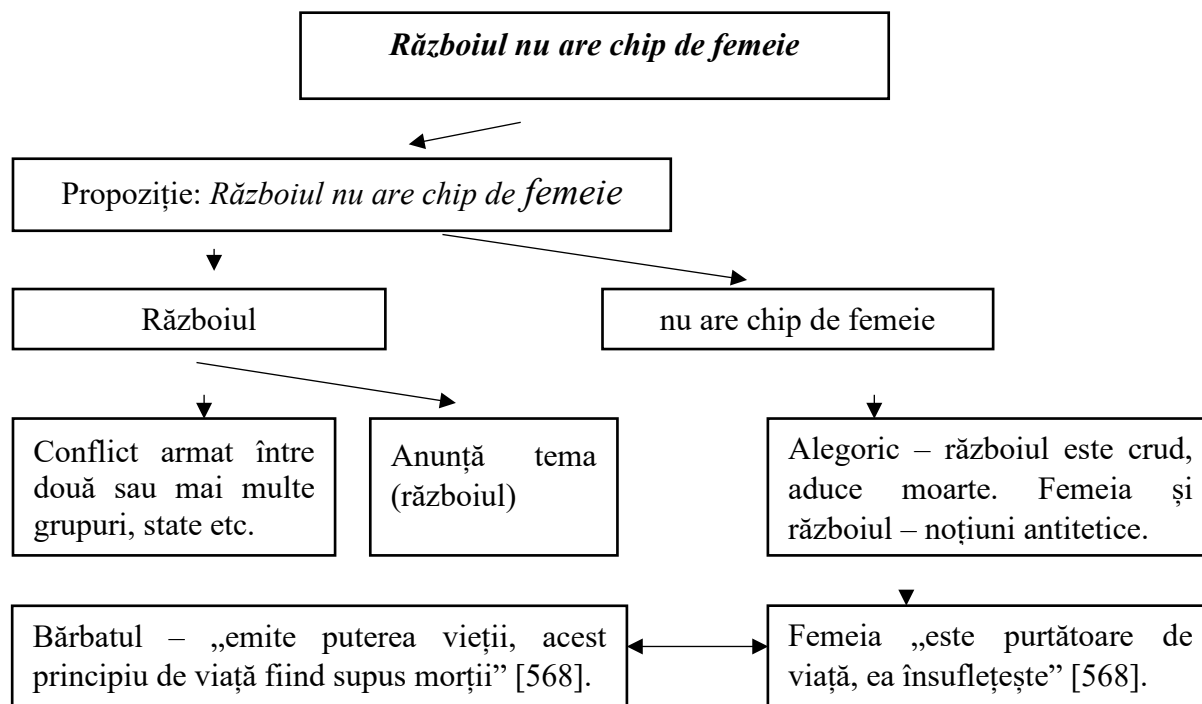 Războiul nu are chip de femeie
Propoziție: Războiul nu are chip de femeie
Războiul
nu are chip de femeie
Conflict armat între
două sau mai multe
grupuri, state etc.
Anunță tema
(războiul)
Alegoric – războiul este crud,
aduce moarte. Femeia și
războiul – noțiuni antitetice.
Bărbatul – „emite puterea vieții, acest
principiu de viață fiind supus morții” [568].
Femeia „este purtătoare de
viață, ea însuflețește” [568].